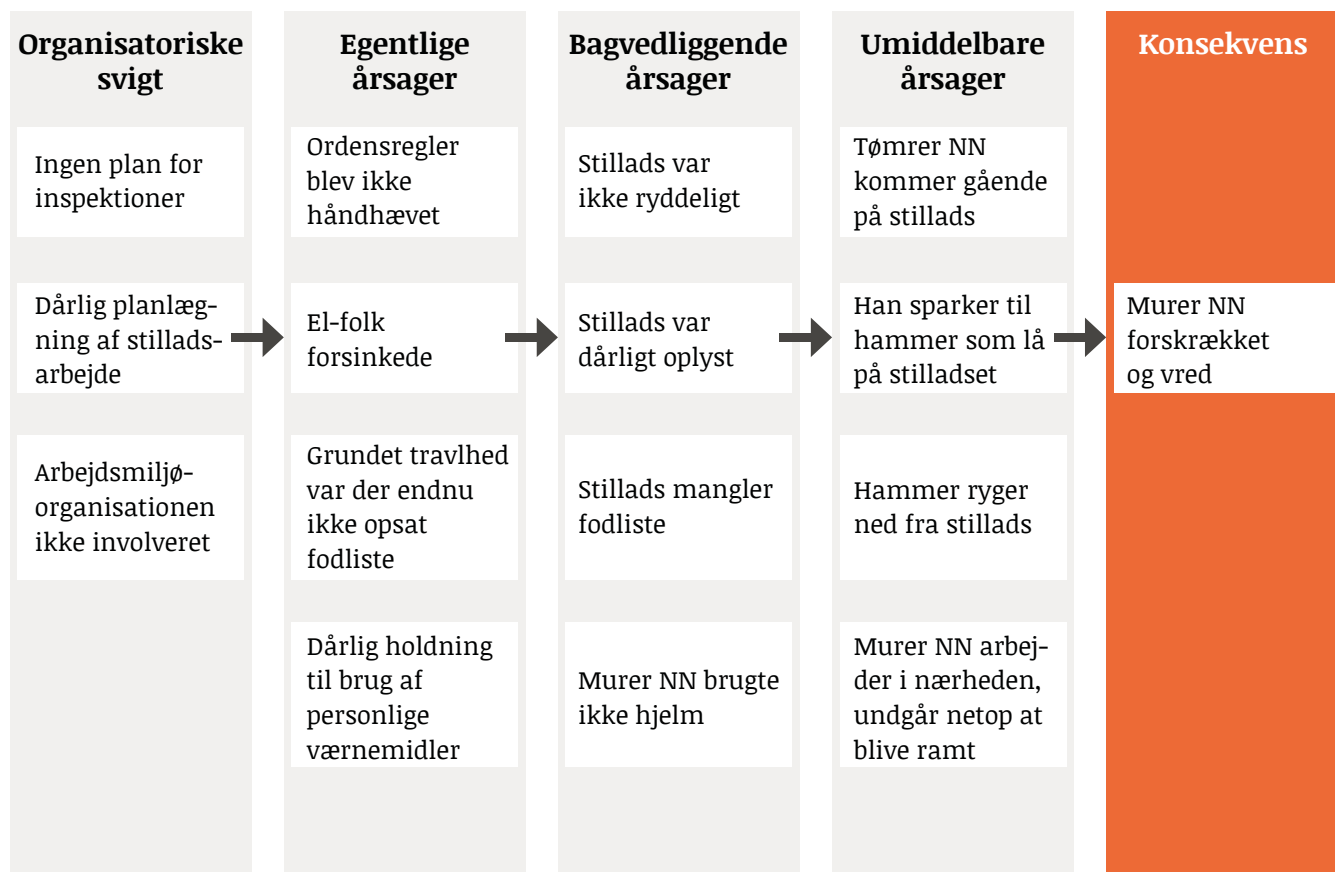 Organisatoriske
svigt
Ingen plan for
inspektioner
Dårlig planlæg-
ning af stillads-
arbejde
Arbejdsmiljø-
organisationen
ikke involveret
Egentlige
årsager
Ordensregler
blev ikke
håndhævet
El-folk
forsinkede
Grundet travlhed
var der endnu
ikke opsat
fodliste
Dårlig holdning
til brug af
personlige
værnemidler
Bagvedliggende
årsager
Stillads var
ikke ryddeligt
Stillads var
dårligt oplyst
Stillads mangler
fodliste
Murer NN brugte
ikke hjelm
Umiddelbare
årsager
Tømrer NN
kommer gående
på stillads
Han sparker til
hammer som lå
på stilladset
Hammer ryger
ned fra stillads
Murer NN arbej-
der i nærheden,
undgår netop at
blive ramt
Konsekvens
Murer NN
forskrækket
og vred